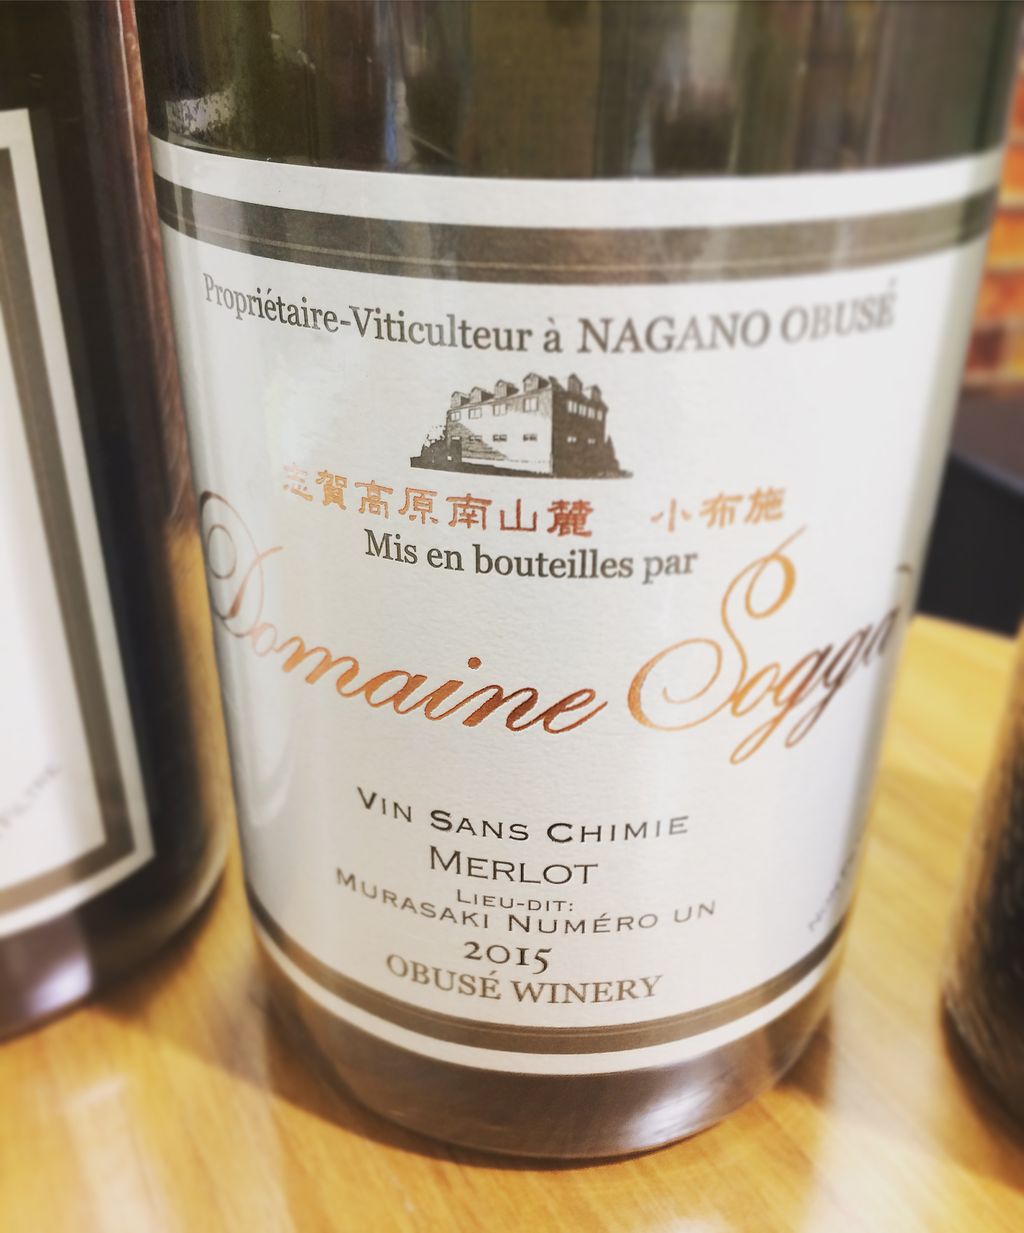 Propriétaire-Viticulteur à NAGANO OBUSÉ
志賀高原南山麓 小布施
Mis en bouteilles par
Domaine Sogga
VIN SANS CHIMIE
MERLOT
LIEU-DIT:
MURASAKI NUMÉRO UN
2015
OBUSÉ WINERY